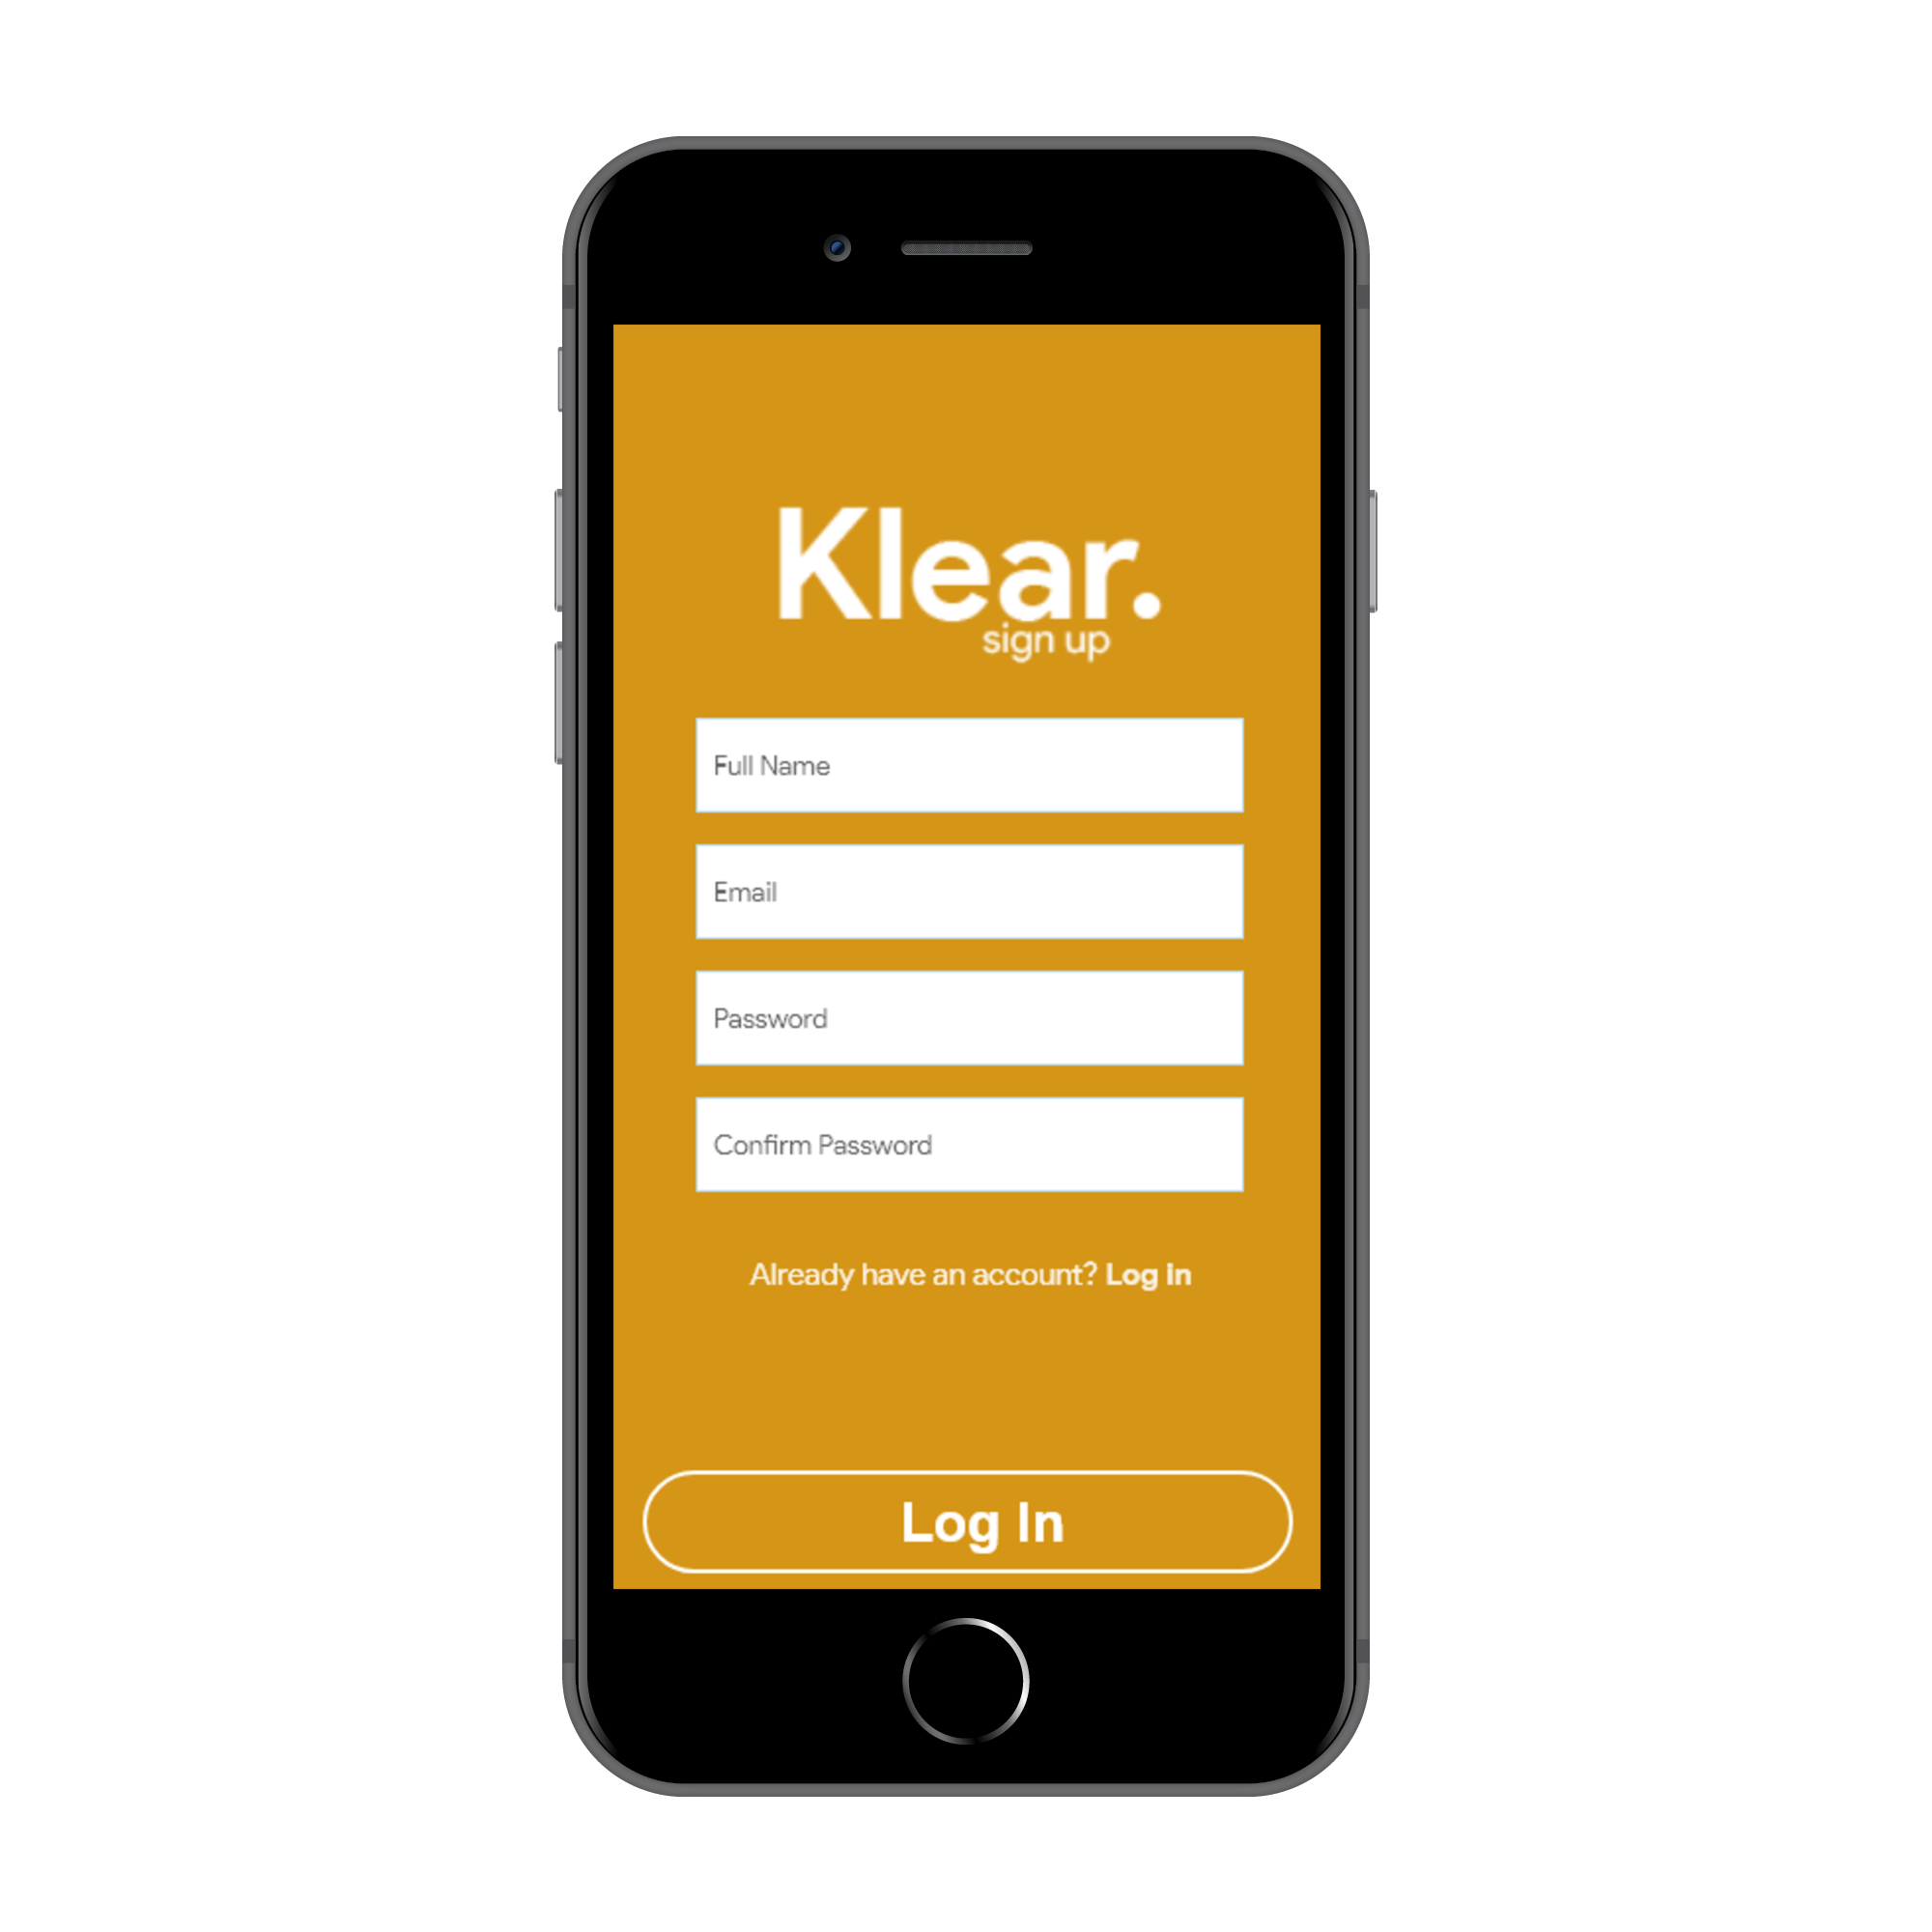 Klear.
sign up
Full Name
Email
Password
Confirm Password
Already have an account? Log in
Log In